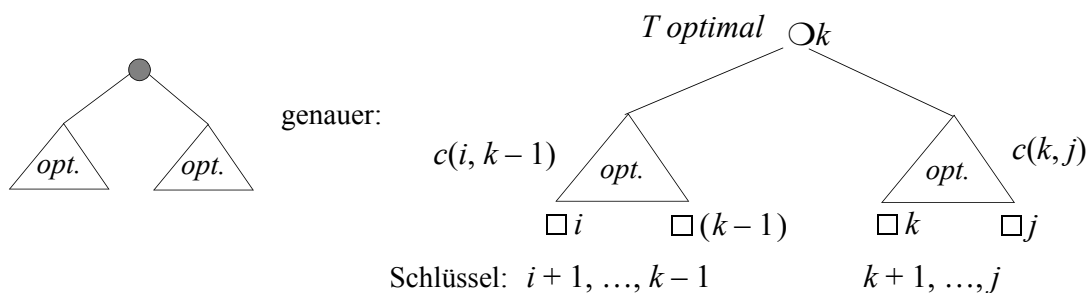 T optimal k
genauer:
opt. opt.
c(i, k – 1) opt. opt. c(k, j)
i (k – 1) k j
Schlüssel: i + 1, …, k – 1 k + 1, …, j